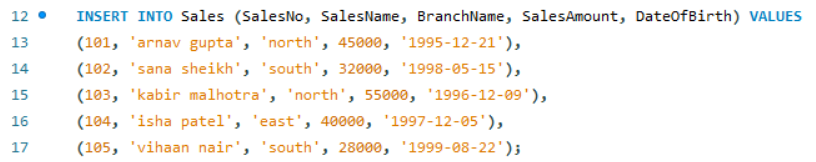 12 INSERT INTO Sales (SalesNo, SalesName, BranchName, SalesAmount, DateOfBirth) VALUES
13 (101, 'arnav gupta', 'north', 45000, '1995-12-21'),
14 (102, 'sana sheikh', 'south', 32000, '1998-05-15'),
15 (103, 'kabir malhotra', 'north', 55000, '1996-12-09'),
16 (104, 'isha patel', 'east', 40000, '1997-12-05'),
17 (105, 'vihaan nair', 'south', 28000, '1999-08-22');